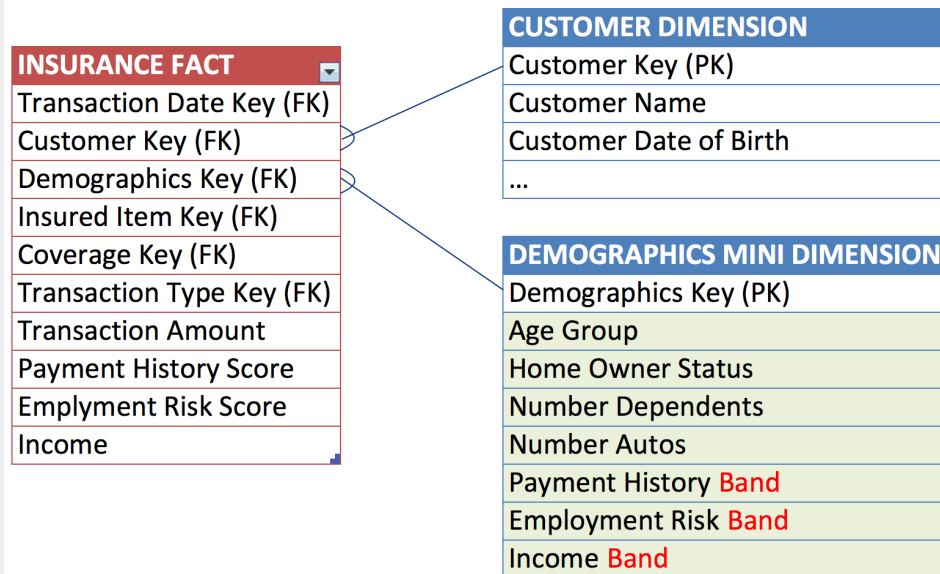 INSURANCE FACT
Transaction Date Key (FK)
Customer Key (FK)
Demographics Key (FK)
Insured Item Key (FK)
Coverage Key (FK)
Transaction Type Key (FK)
Transaction Amount
Payment History Score
Emplyment Risk Score
Income
CUSTOMER DIMENSION
Customer Key (PK)
Customer Name
Customer Date of Birth
...
DEMOGRAPHICS MINI DIMENSION
Demographics Key (PK)
Age Group
Home Owner Status
Number Dependents
Number Autos
Payment History Band
Employment Risk Band
Income Band